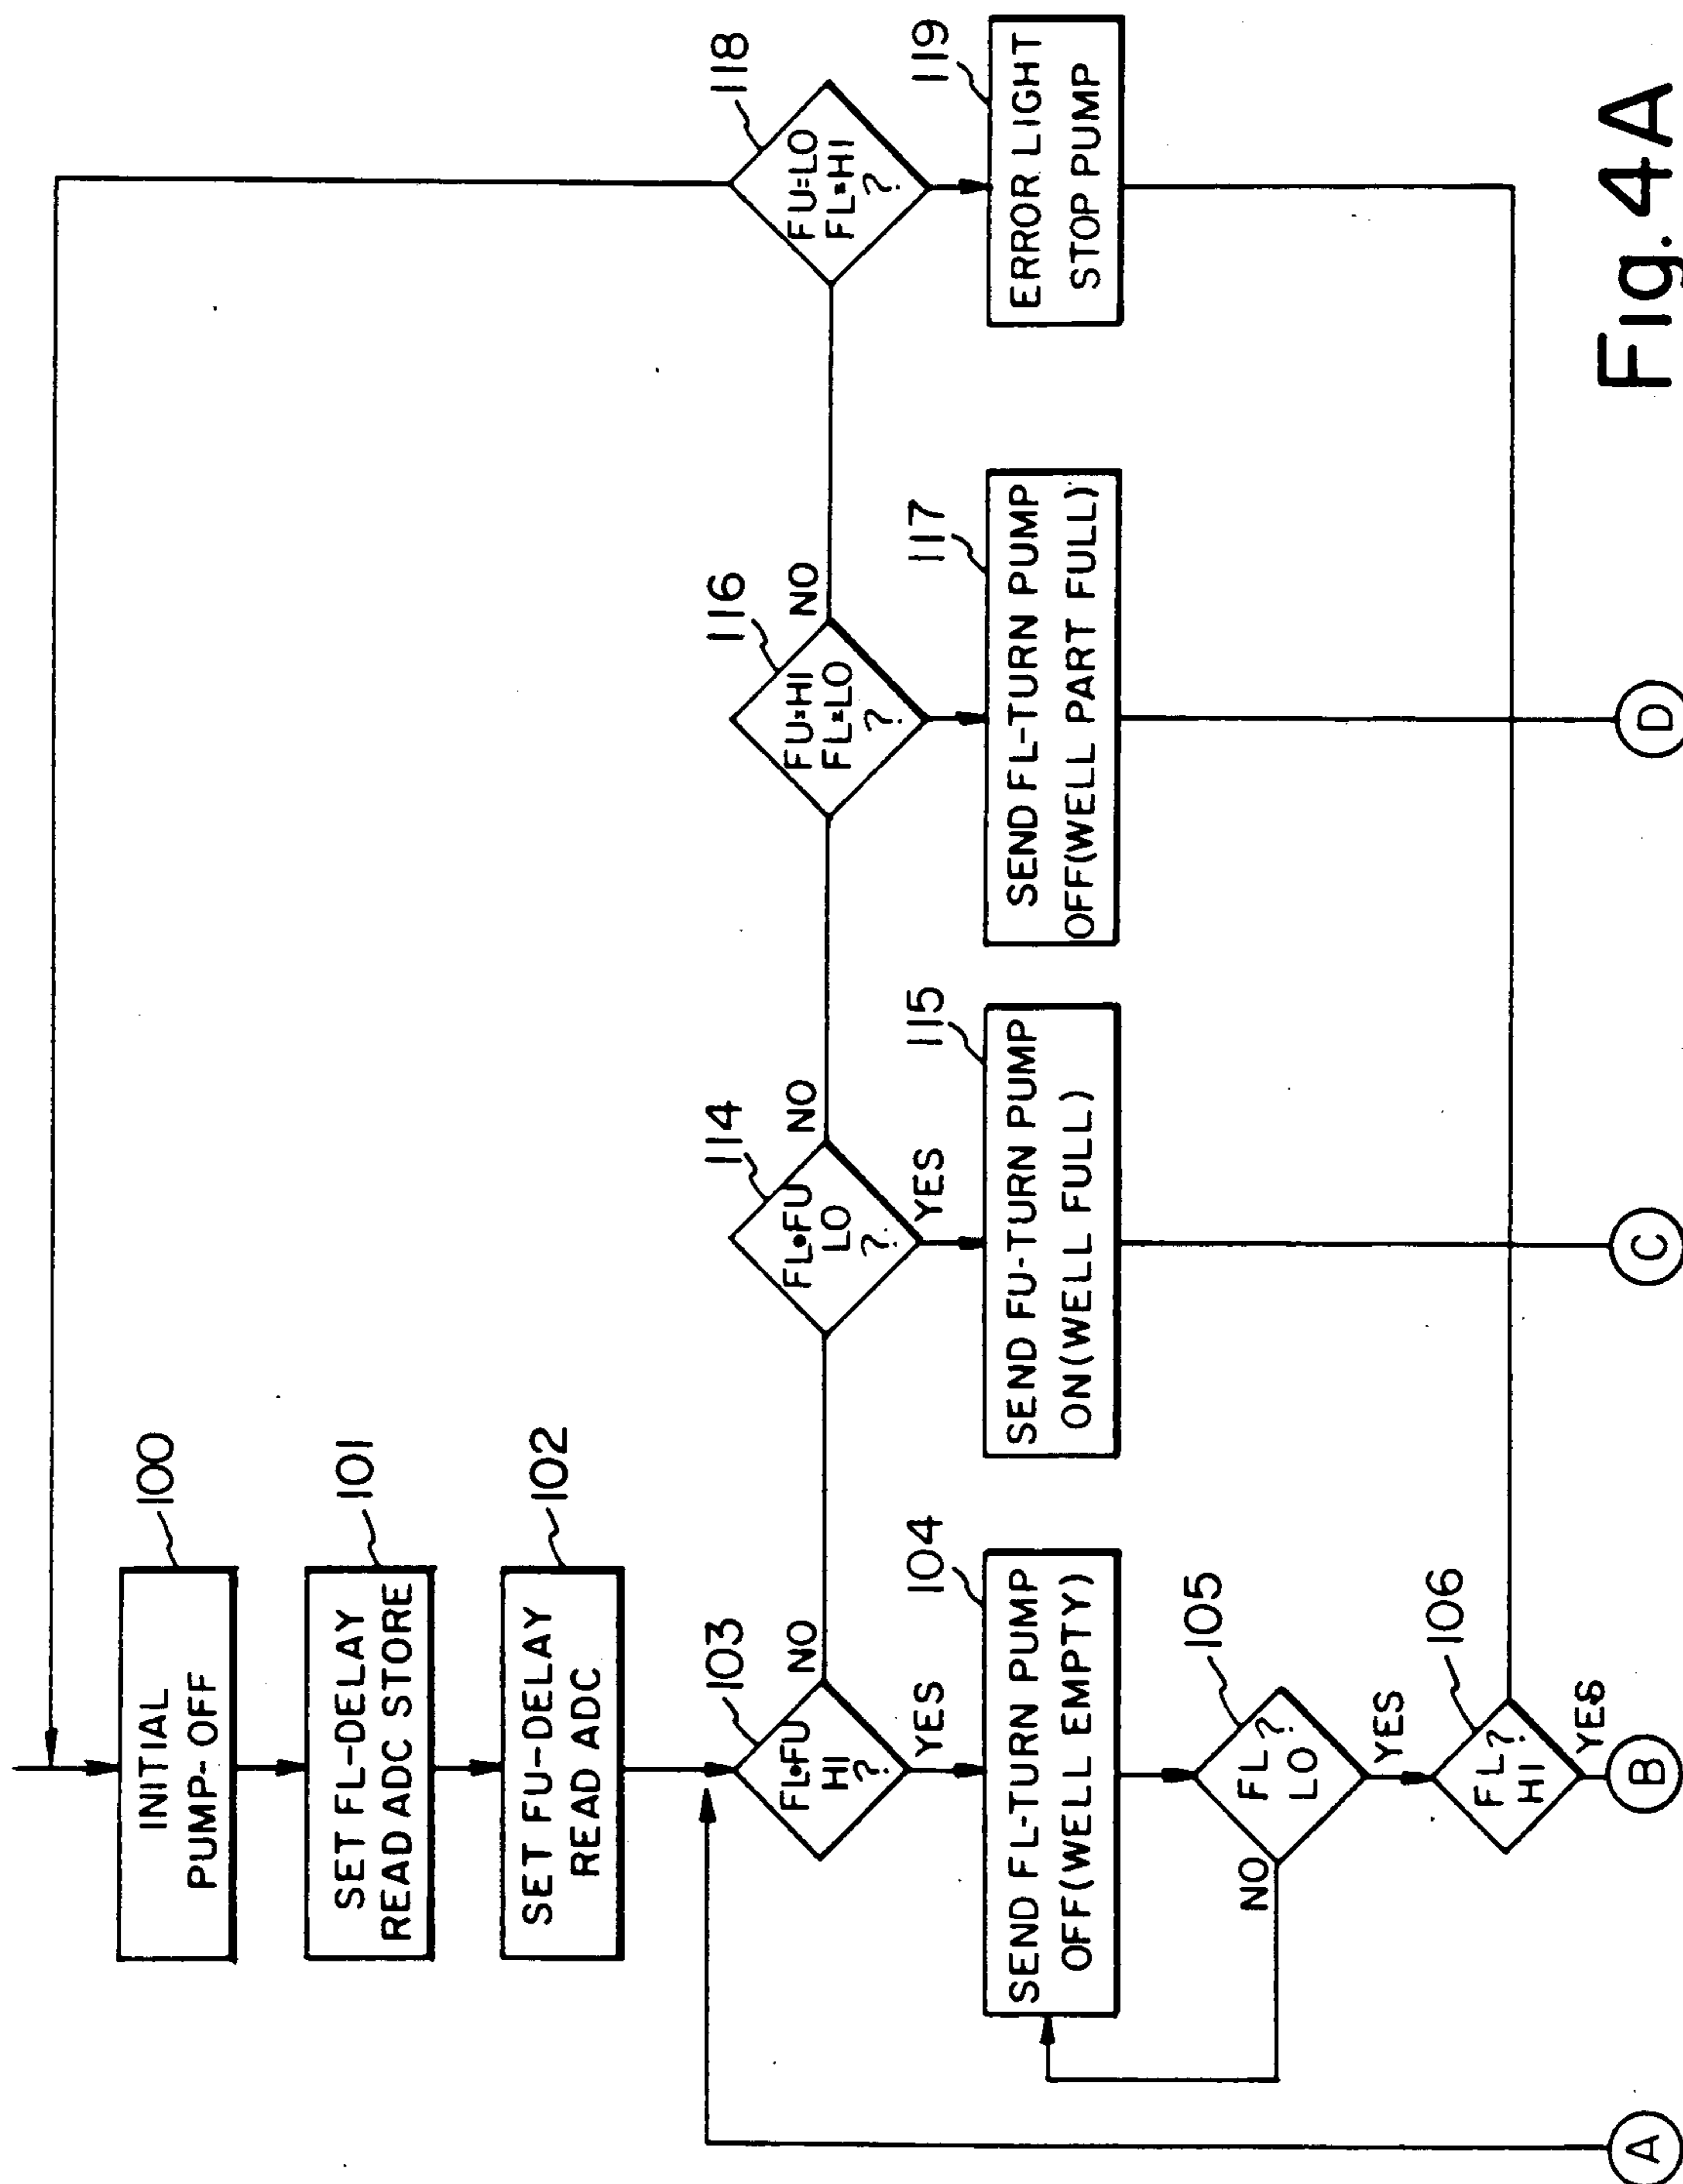 100
INITIAL
PUMP-OFF
101
SET FL-DELAY
READ ADC STORE
102
SET FU-DELAY
READ ADC
103
FL•FU
HI
?
NO
YES
114
FL•FU
LO
?
NO
YES
116
FU=HI
FL=LO
?
NO
118
FU=LO
FL=HI
?
104
SEND FL-TURN PUMP
OFF(WELL EMPTY)
115
SEND FU-TURN PUMP
ON(WELL FULL)
117
SEND FL-TURN PUMP
OFF(WELL PART FULL)
119
ERROR LIGHT
STOP PUMP
105
FL?
LO
NO
YES
106
FL?
HI
YES
A
B
C
D
Fig. 4A